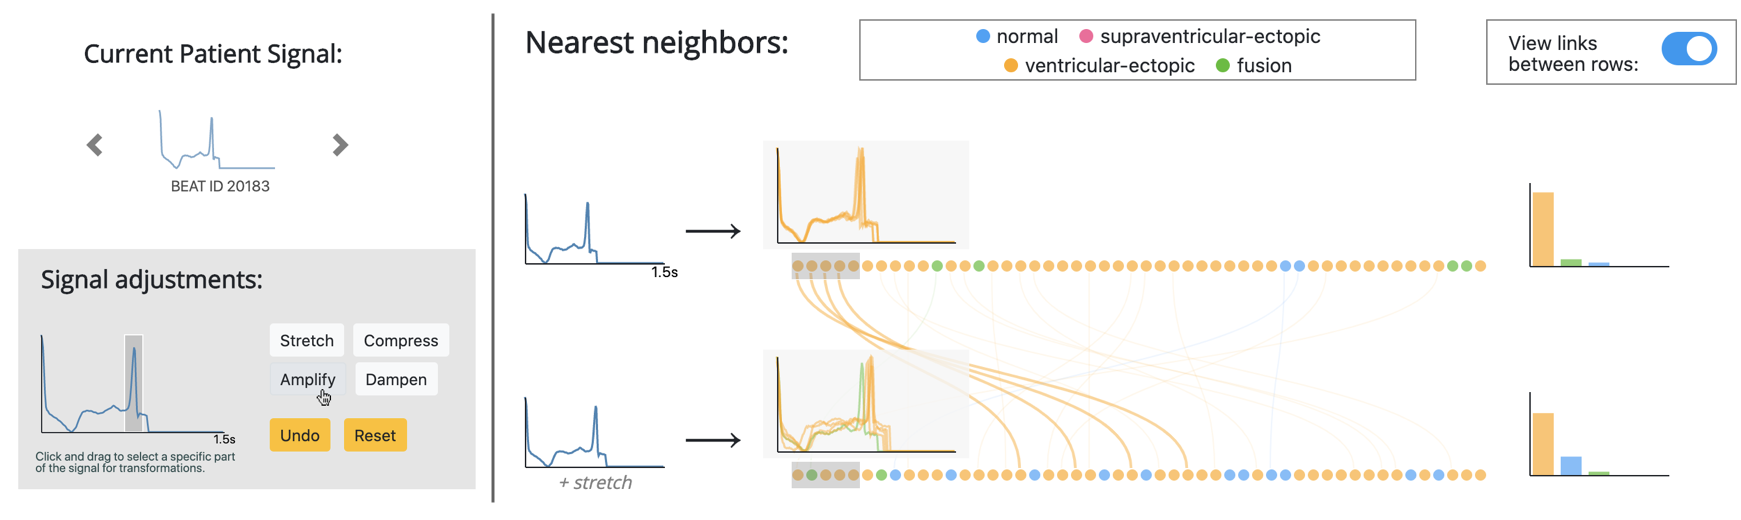 Current Patient Signal:
BEAT ID 20183
Signal adjustments:
1.5s
Click and drag to select a specific part
of the signal for transformations.
Stretch
Compress
Amplify
Dampen
Undo
Reset
Nearest neighbors:
normal
supraventricular-ectopic
ventricular-ectopic
fusion
View links
between rows:
1.5s
+ stretch